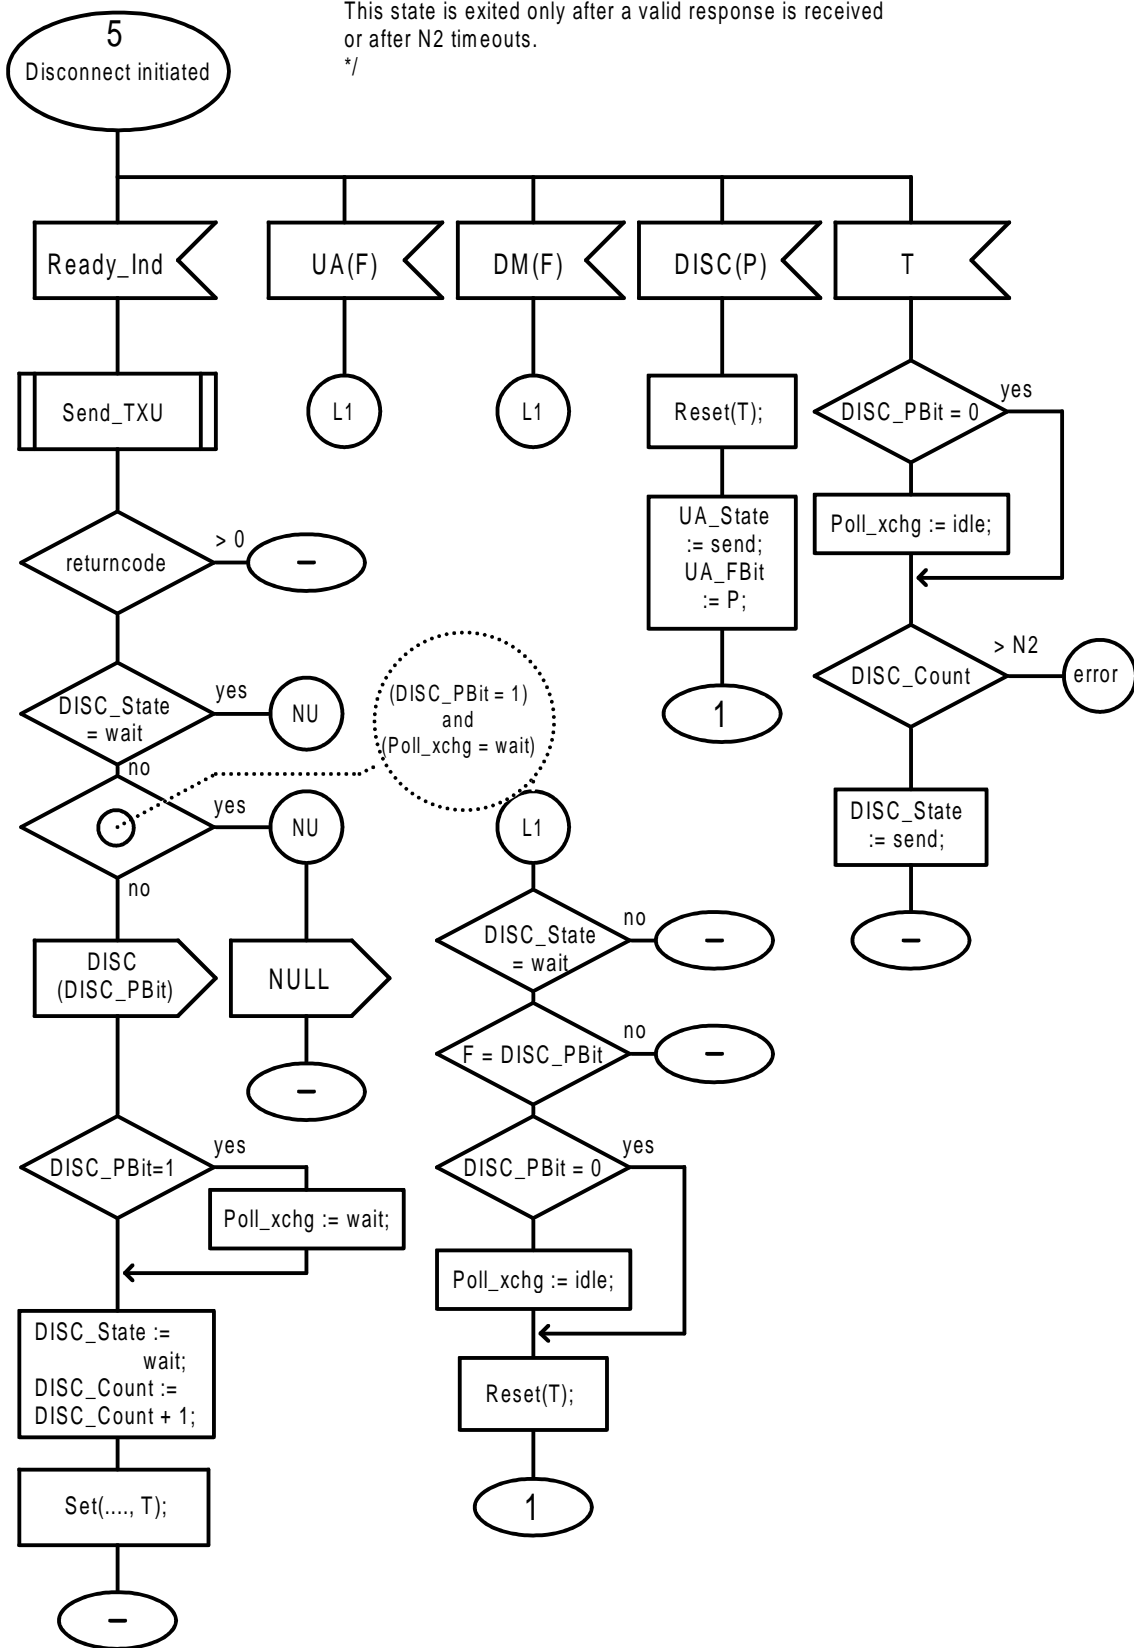 This state is exited only after a valid response is received
or after N2 timeouts.
*/
5
Disconnect initiated
Ready_Ind
UA(F)
DM(F)
DISC(P)
T
Send_TXU
L1
L1
Reset(T);
DISC_PBit = 0
yes
returncode
> 0
–
UA_State
:= send;
UA_FBit
:= P;
Poll_xchg := idle;
DISC_State
= wait
yes
NU
no
(DISC_PBit = 1)
and
(Poll_xchg = wait)
1
DISC_Count
> N2
error
yes
NU
no
L1
DISC_State
:= send;
–
DISC
(DISC_PBit)
NULL
–
DISC_State
= wait
no
–
F = DISC_PBit
no
–
DISC_PBit=1
yes
Poll_xchg := wait;
DISC_PBit = 0
yes
Poll_xchg := idle;
DISC_State :=
wait;
DISC_Count :=
DISC_Count + 1;
Reset(T);
Set(...., T);
1
–